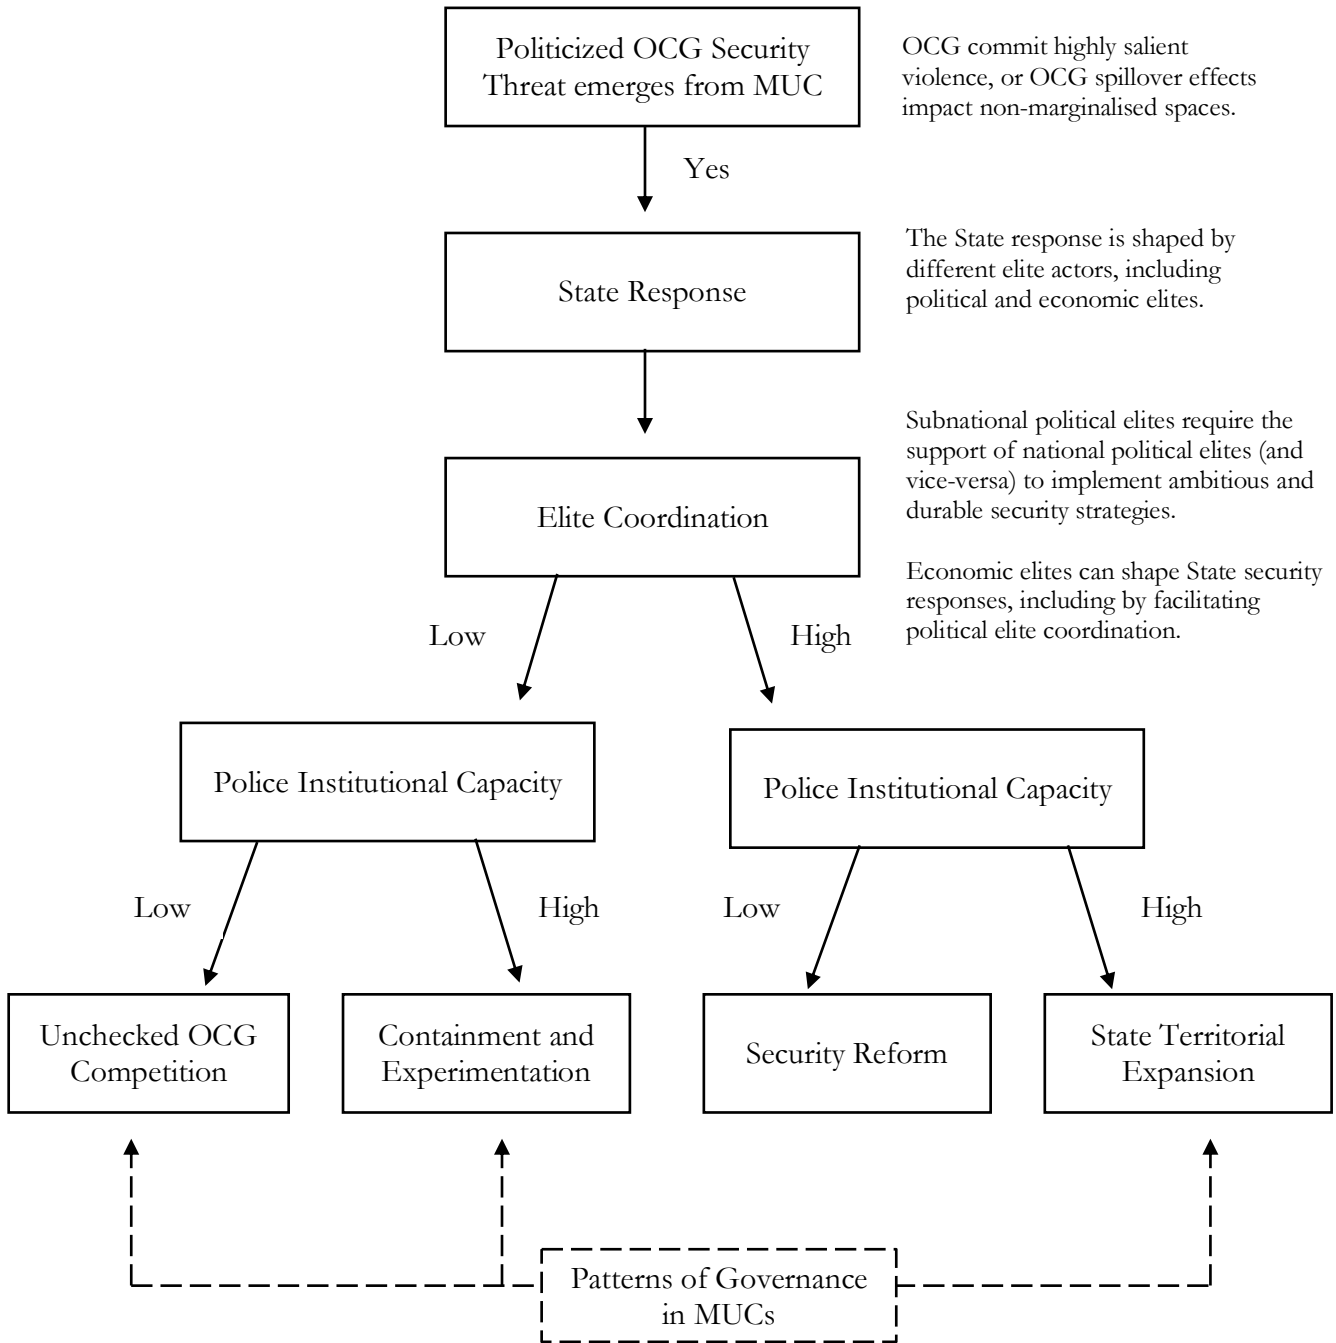 Politicized OCG Security
Threat emerges from MUC
OCG commit highly salient
violence, or OCG spillover effects
impact non-marginalised spaces.
Yes
State Response
The State response is shaped by
different elite actors, including
political and economic elites.
Elite Coordination
Subnational political elites require the
support of national political elites (and
vice-versa) to implement ambitious and
durable security strategies.
Economic elites can shape State security
responses, including by facilitating
political elite coordination.
Low
High
Police Institutional Capacity
Police Institutional Capacity
Low
High
Low
High
Unchecked OCG
Competition
Containment and
Experimentation
Security Reform
State Territorial
Expansion
Patterns of Governance
in MUCs